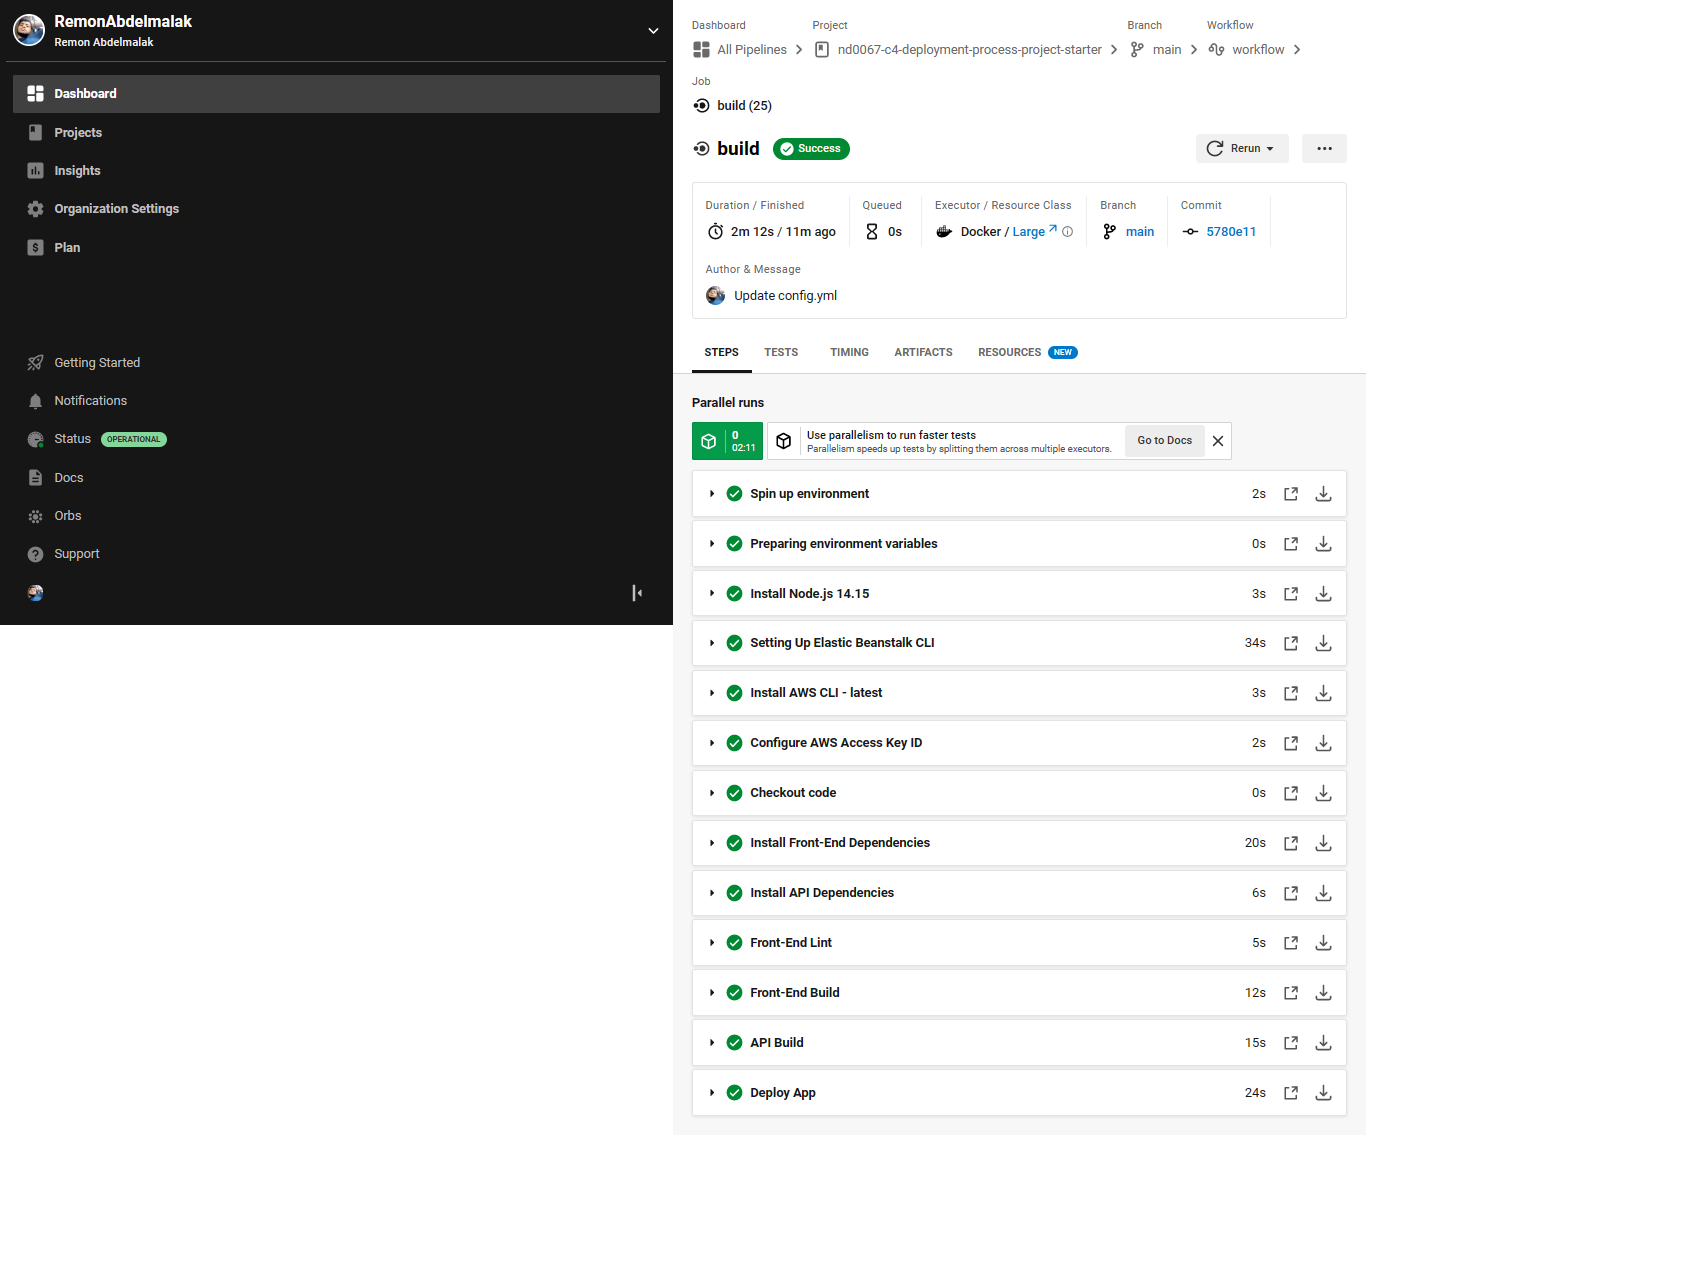 RemonAbdelmalak
Remon Abdelmalak
Dashboard
Projects
Insights
Organization Settings
Plan
Getting Started
Notifications
Status OPERATIONAL
Docs
Orbs
Support
Dashboard Project Branch Workflow
All Pipelines nd0067-c4-deployment-process-project-starter main workflow
Job
build (25)
build Success Rerun
Duration / Finished Queued Executor / Resource Class Branch Commit
2m 12s / 11m ago 0s Docker / Large main 5780e11
Author & Message
Update config.yml
STEPS TESTS TIMING ARTIFACTS RESOURCES NEW
Parallel runs
0
02:11
Use parallelism to run faster tests
Parallelism speeds up tests by splitting them across multiple executors.
Go to Docs
Spin up environment 2s
Preparing environment variables 0s
Install Node.js 14.15 3s
Setting Up Elastic Beanstalk CLI 34s
Install AWS CLI - latest 3s
Configure AWS Access Key ID 2s
Checkout code 0s
Install Front-End Dependencies 20s
Install API Dependencies 6s
Front-End Lint 5s
Front-End Build 12s
API Build 15s
Deploy App 24s